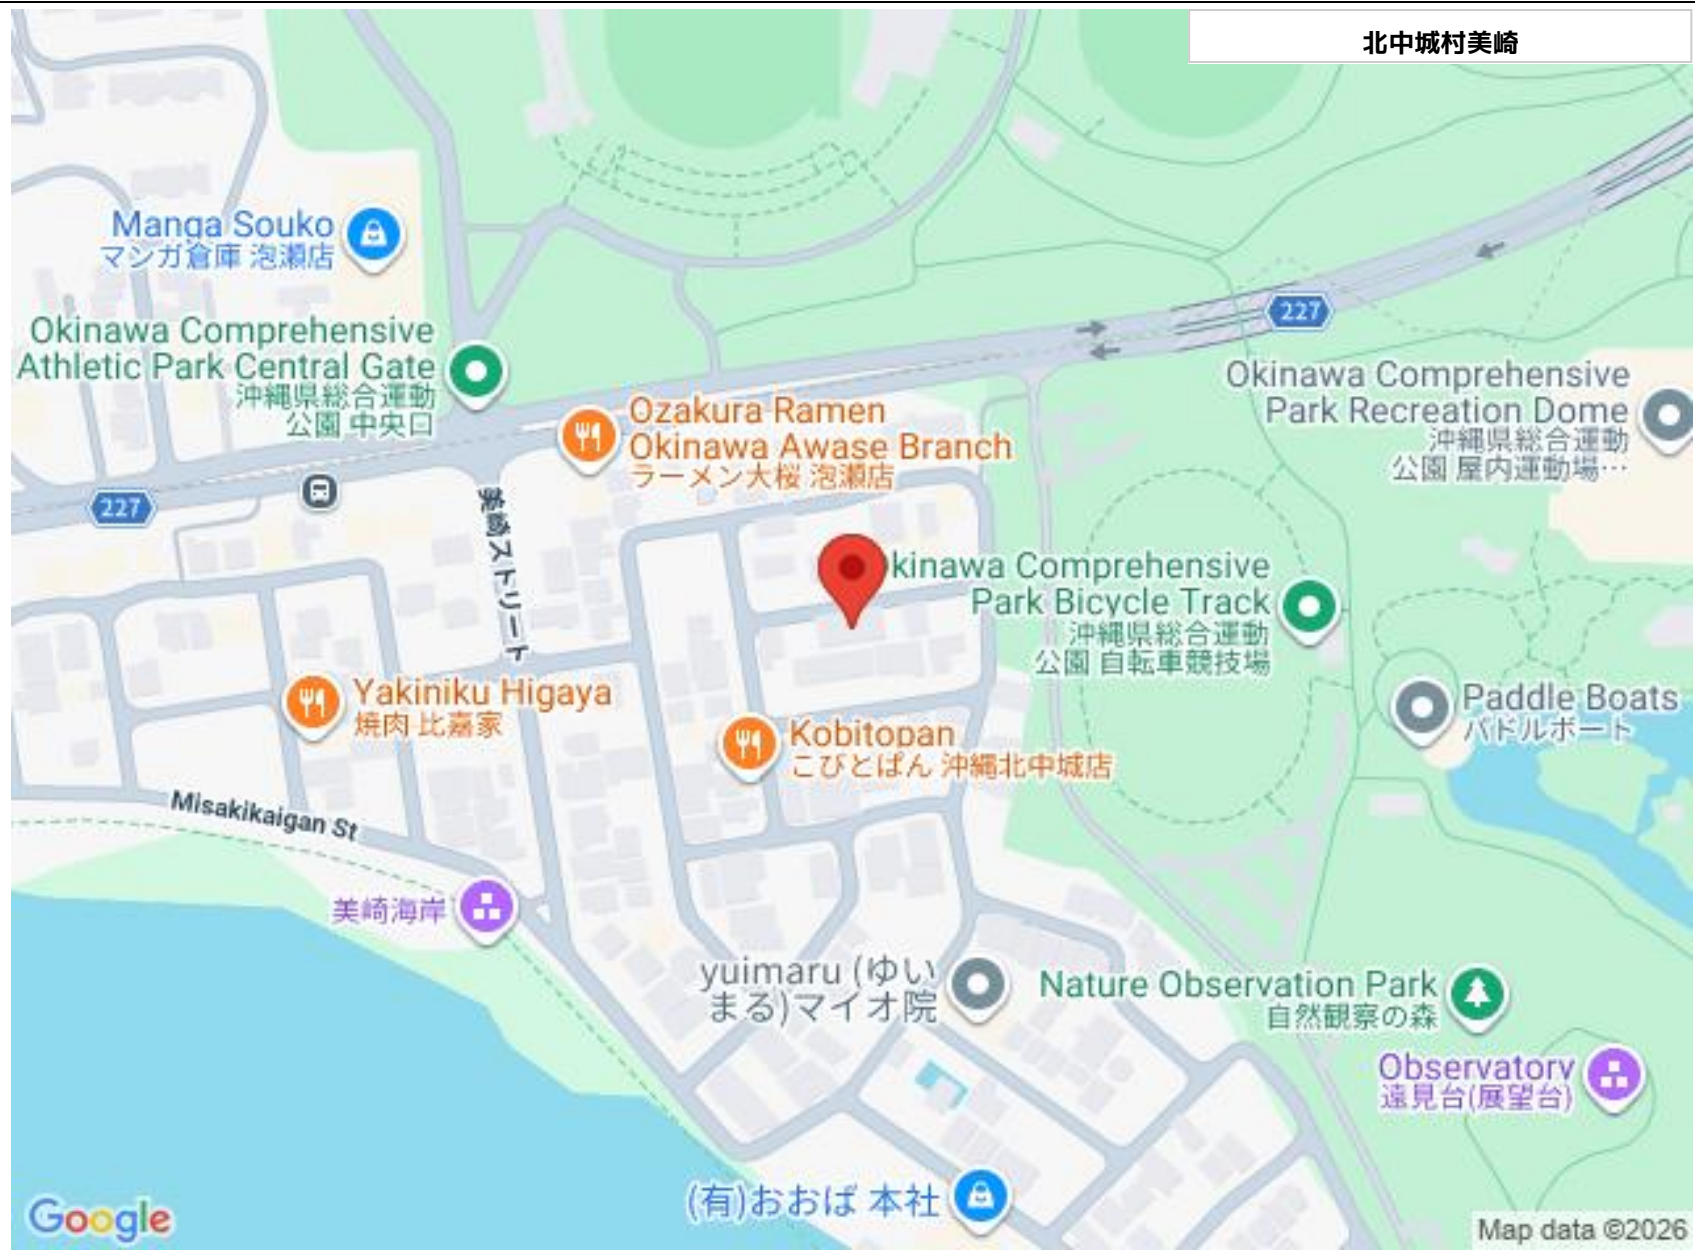 北中城村美崎
Manga Souko
マンガ倉庫 泡瀬店
Okinawa Comprehensive
Athletic Park Central Gate
沖縄県総合運動
公園 中央口
227
Okinawa Comprehensive
Park Recreation Dome
沖縄県総合運動
公園 屋内運動場…
Ozakura Ramen
Okinawa Awase Branch
ラーメン大桜 泡瀬店
227
美崎ストリート
kinawa Comprehensive
Park Bicycle Track
沖縄県総合運動
公園 自転車競技場
Yakiniku Higaya
焼肉 比嘉家
Paddle Boats
パドルボート
Kobitopan
こびとぱん 沖縄北中城店
Misakikaigan St
美崎海岸
yuimaru (ゆい
まる)マイオ院
Nature Observation Park
自然観察の森
Observatory
遠見台(展望台)
(有)おおば 本社
Google
Map data ©2026